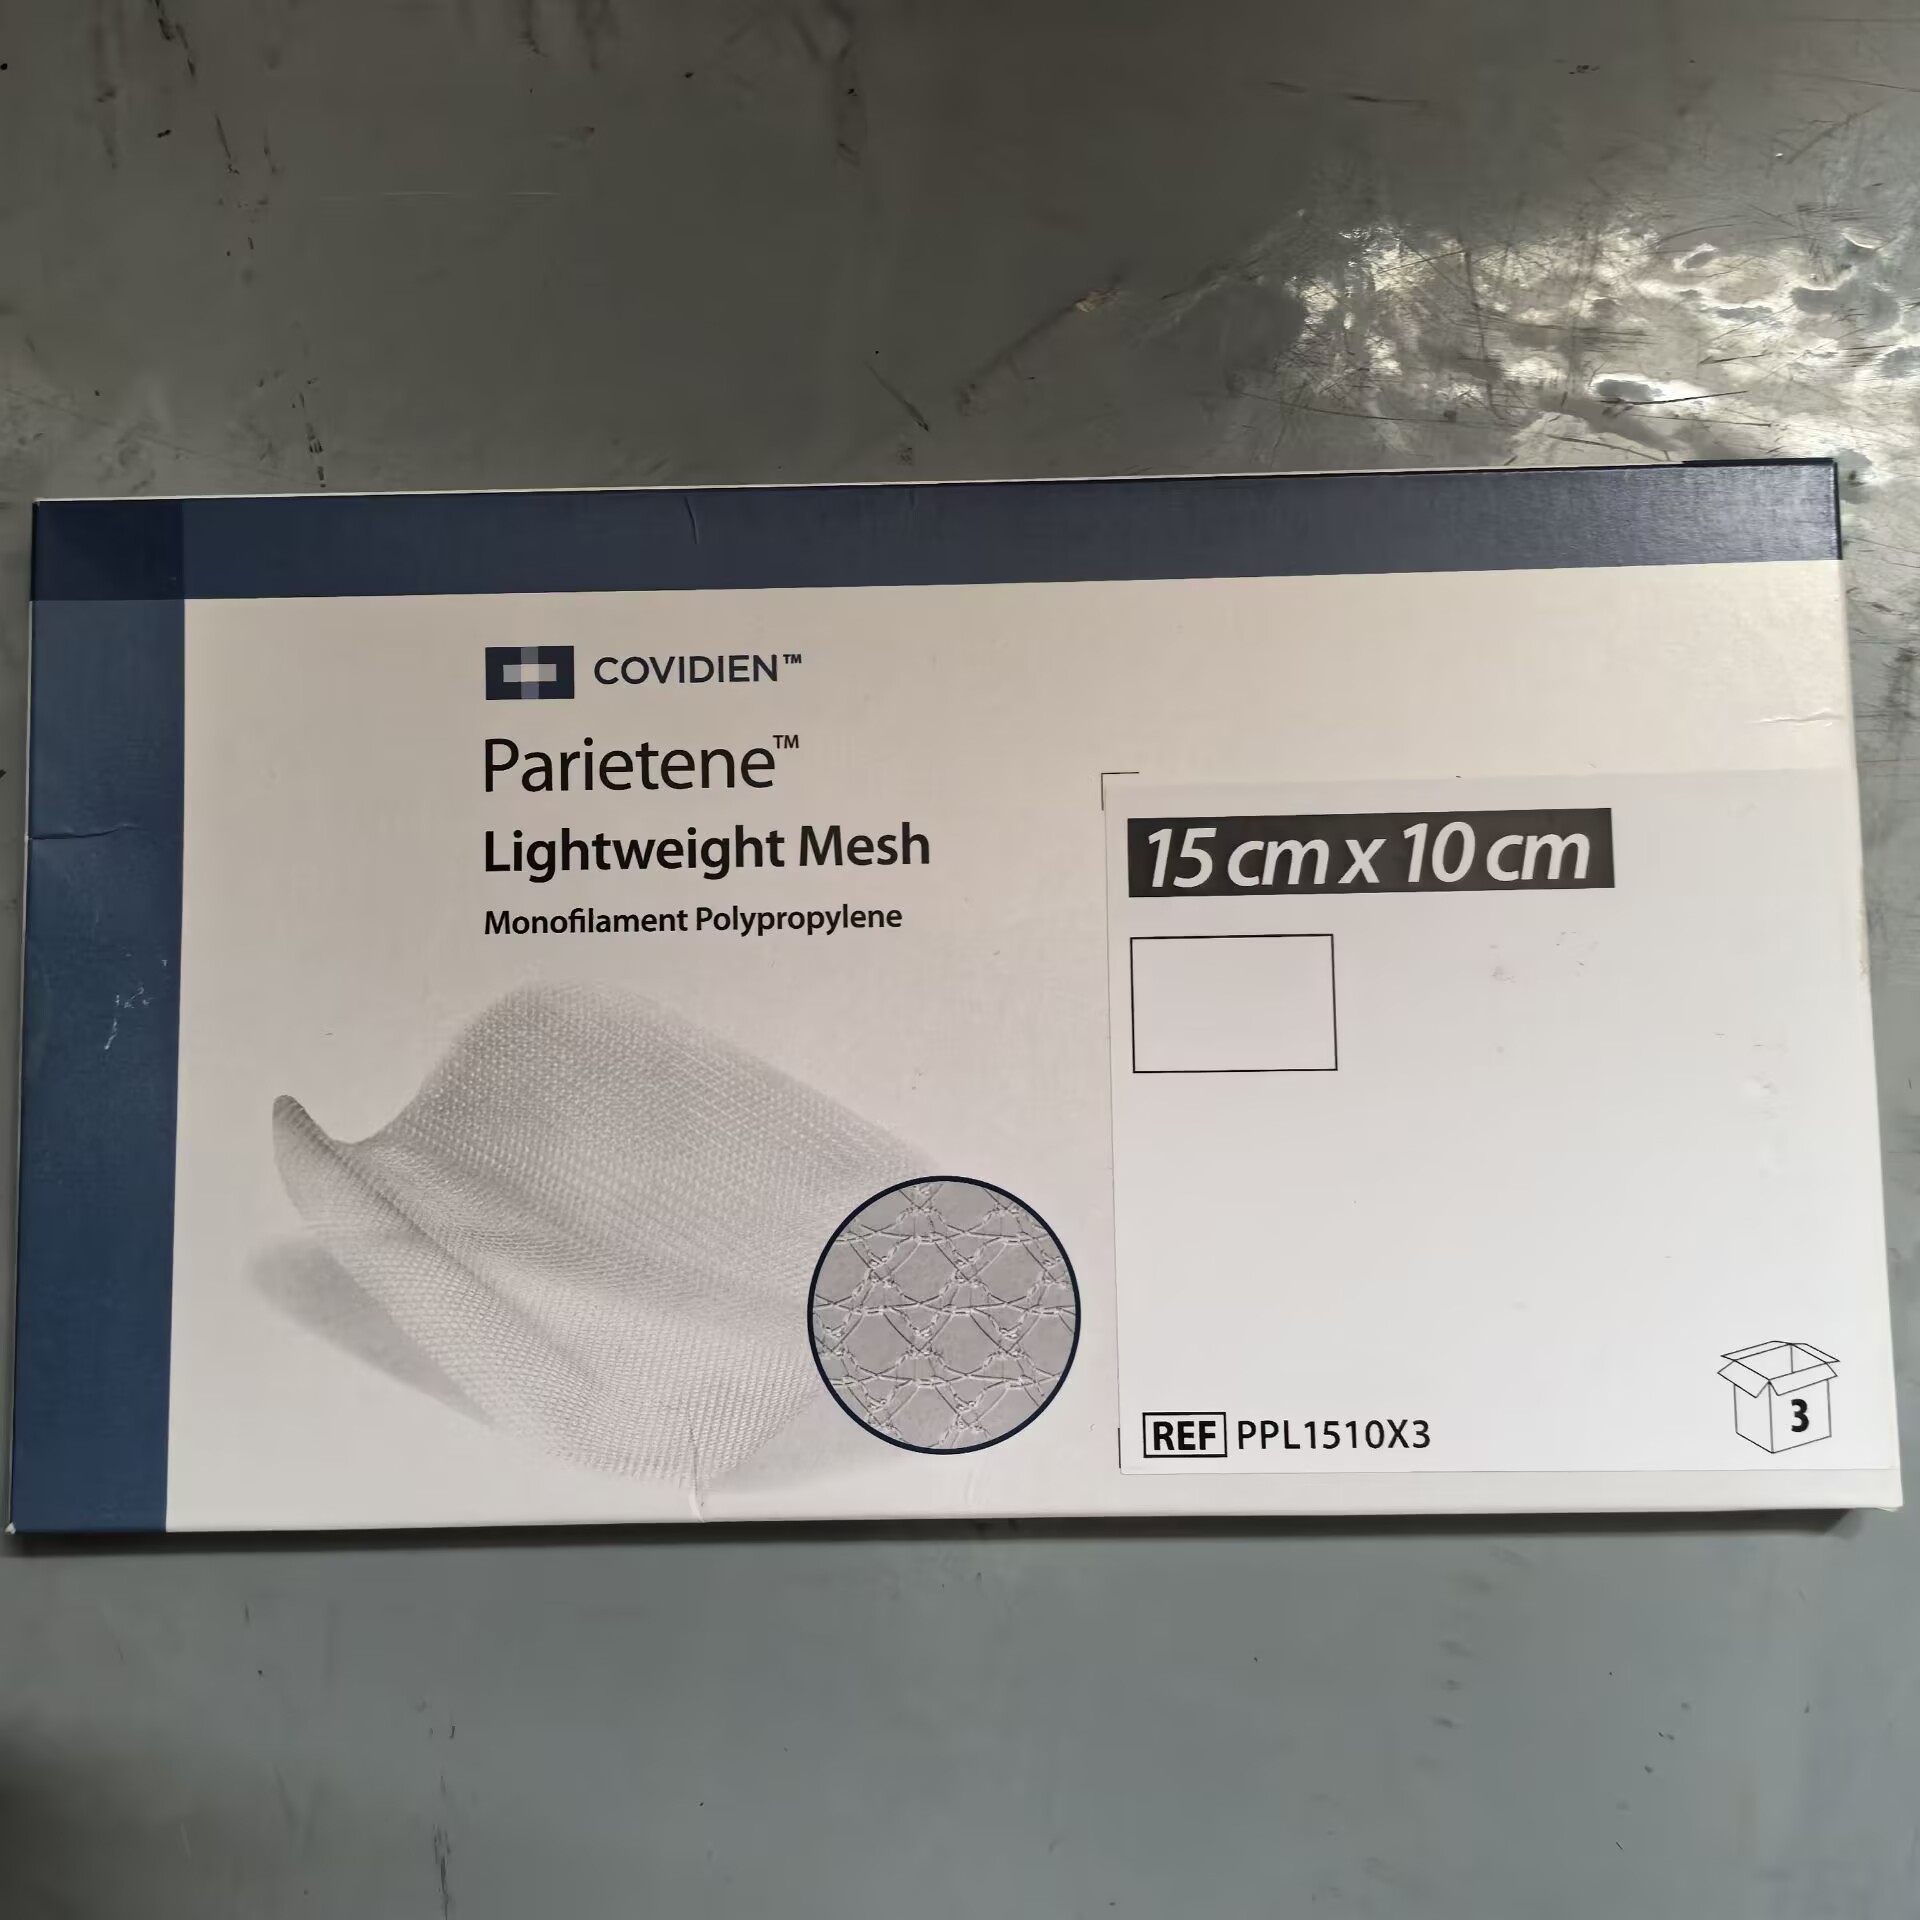 COVIDIEN™
Parietene™
Lightweight Mesh
Monofilament Polypropylene
15 cm x 10 cm
REF PPL1510X3
3